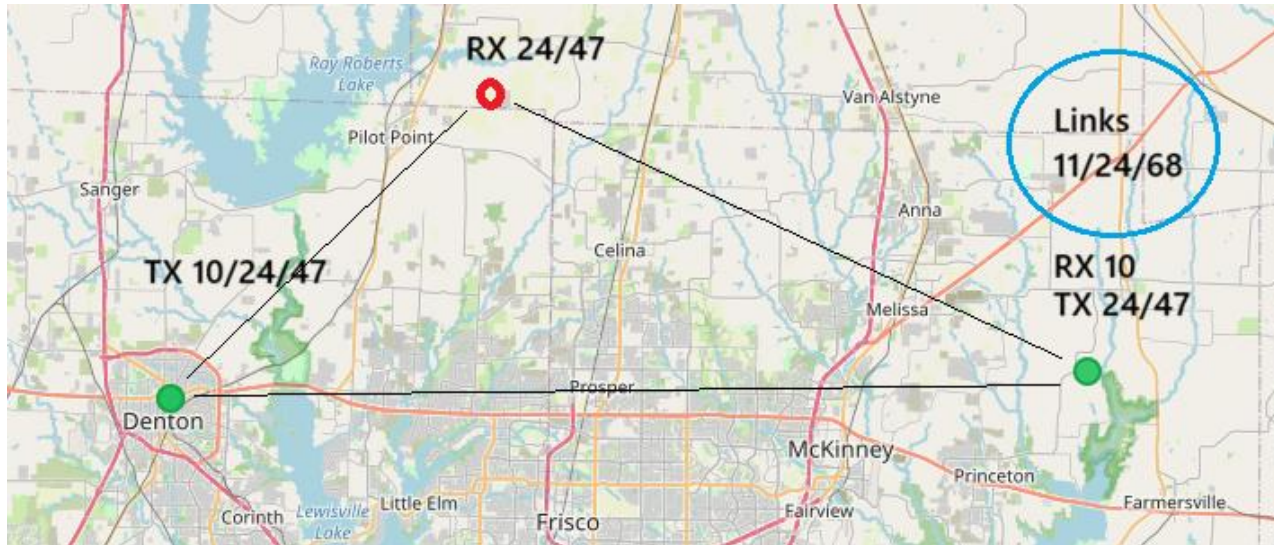 RX 24/47
Ray Roberts
Lake
Van Alstyne
Links
11/24/68
Pilot Point
Sanger
Anna
Celina
TX 10/24/47
RX 10
TX 24/47
Melissa
Prosper
Denton
McKinney
Princeton
Little Elm
Lewisville
Lake
Corinth
Frisco
Fairview
Farmersville